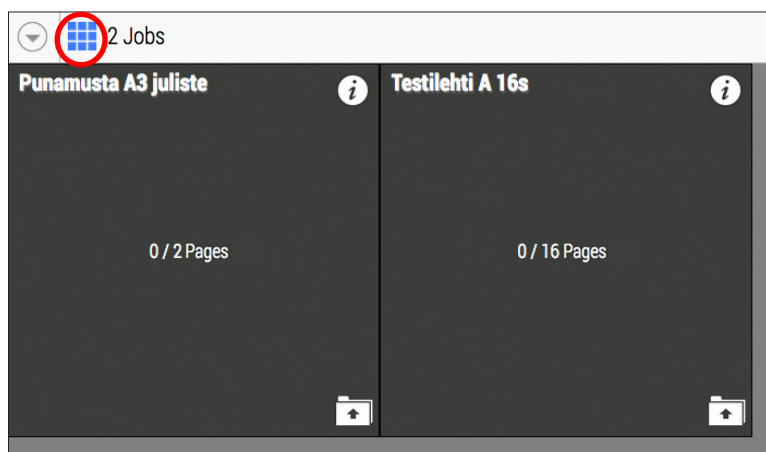 2 Jobs
Punamusta A3 juliste
Testilehti A 16s
0 / 2 Pages
0 / 16 Pages